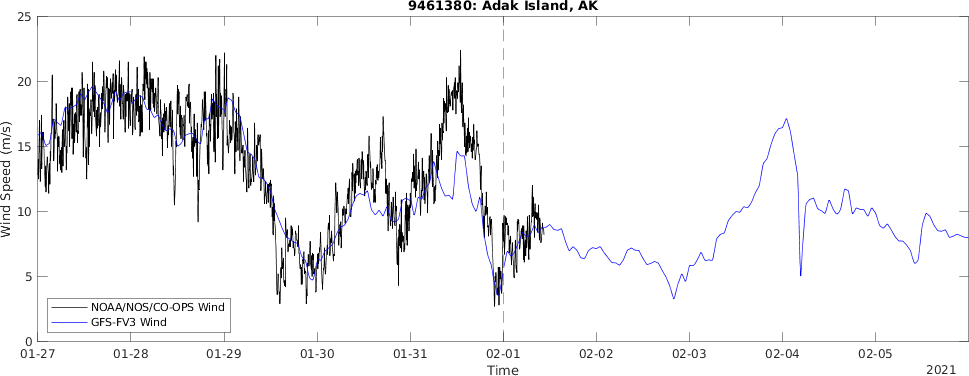 9461380: Adak Island, AK
Wind Speed (m/s)
25
20
15
10
5
0
NOAA/NOS/CO-OPS Wind
GFS-FV3 Wind
01-27 01-28 01-29 01-30 01-31 02-01 02-02 02-03 02-04 02-05
Time
2021